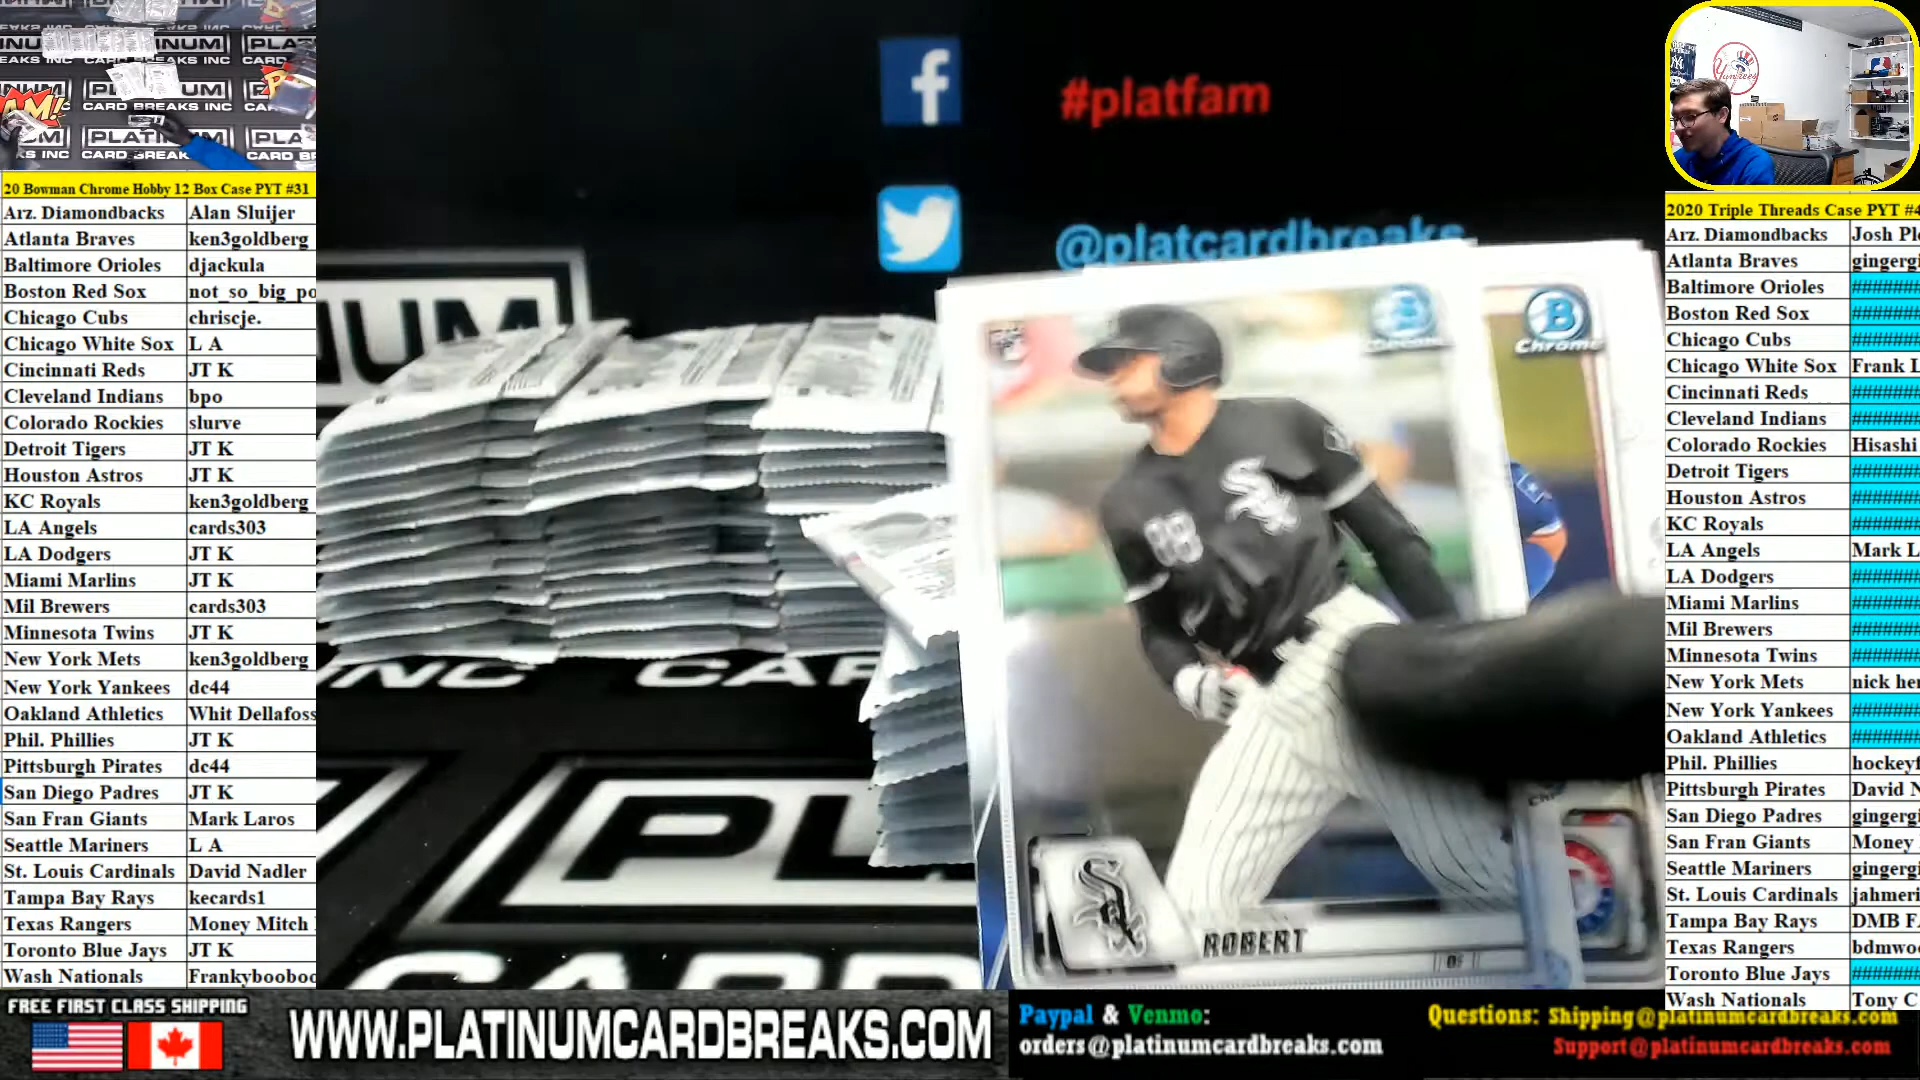 20 Bowman Chrome Hobby 12 Box Case PYT #31
Arz. Diamondbacks Alan Sluijer
Atlanta Braves ken3goldberg
Baltimore Orioles djackula
Boston Red Sox not_so_big_po
Chicago Cubs chriscje.
Chicago White Sox L A
Cincinnati Reds JT K
Cleveland Indians bpo
Colorado Rockies slurve
Detroit Tigers JT K
Houston Astros JT K
KC Royals ken3goldberg
LA Angels cards303
LA Dodgers JT K
Miami Marlins JT K
Mil Brewers cards303
Minnesota Twins JT K
New York Mets ken3goldberg
New York Yankees dc44
Oakland Athletics Whit Dellafoss
Phil. Phillies JT K
Pittsburgh Pirates dc44
San Diego Padres JT K
San Fran Giants Mark Laros
Seattle Mariners L A
St. Louis Cardinals David Nadler
Tampa Bay Rays kecards1
Texas Rangers Money Mitch
Toronto Blue Jays JT K
Wash Nationals Frankybooboo
#platfam
@platcardbreaks
Chrome
88
Sox
ROBERT
OF
2020 Triple Threads Case PYT #4
Arz. Diamondbacks Josh Ple
Atlanta Braves gingergi
Baltimore Orioles #######
Boston Red Sox #######
Chicago Cubs #######
Chicago White Sox Frank L
Cincinnati Reds #######
Cleveland Indians #######
Colorado Rockies Hisashi
Detroit Tigers #######
Houston Astros #######
KC Royals #######
LA Angels Mark L
LA Dodgers #######
Miami Marlins #######
Mil Brewers #######
Minnesota Twins #######
New York Mets nick her
New York Yankees #######
Oakland Athletics #######
Phil. Phillies hockeyf
Pittsburgh Pirates David N
San Diego Padres gingergi
San Fran Giants Money
Seattle Mariners gingergi
St. Louis Cardinals jahmeri
Tampa Bay Rays DMB F
Texas Rangers bdmwoo
Toronto Blue Jays #######
Wash Nationals Tony C
FREE FIRST CLASS SHIPPING
WWW.PLATINUMCARDBREAKS.COM
Paypal & Venmo:
orders@platinumcardbreaks.com
Questions: Shipping@platinumcardbreaks.com
Support@platinumcardbreaks.com